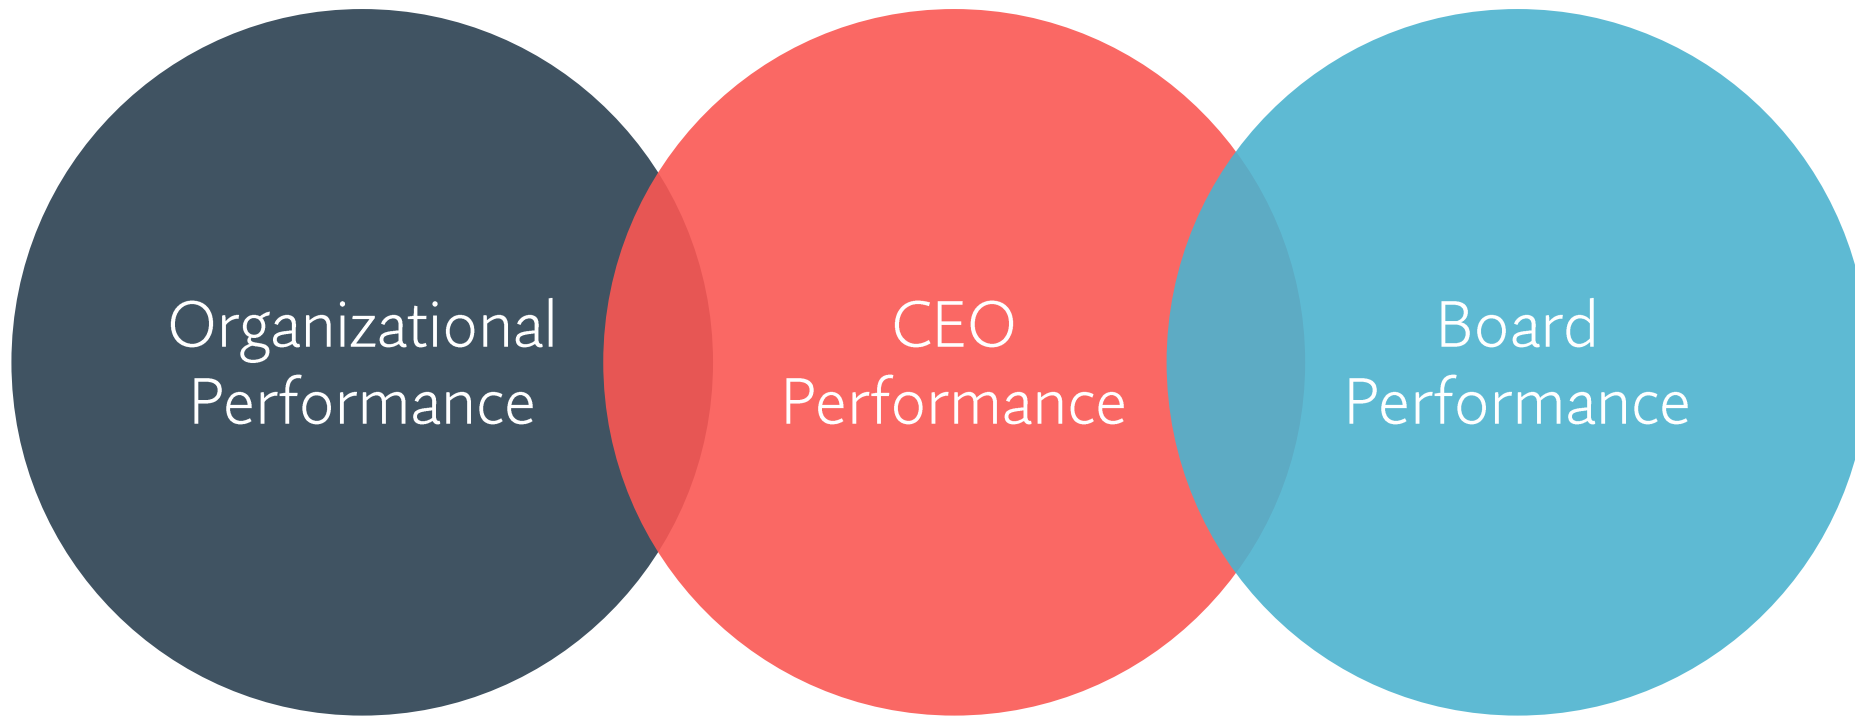 Organizational
Performance
CEO
Performance
Board
Performance